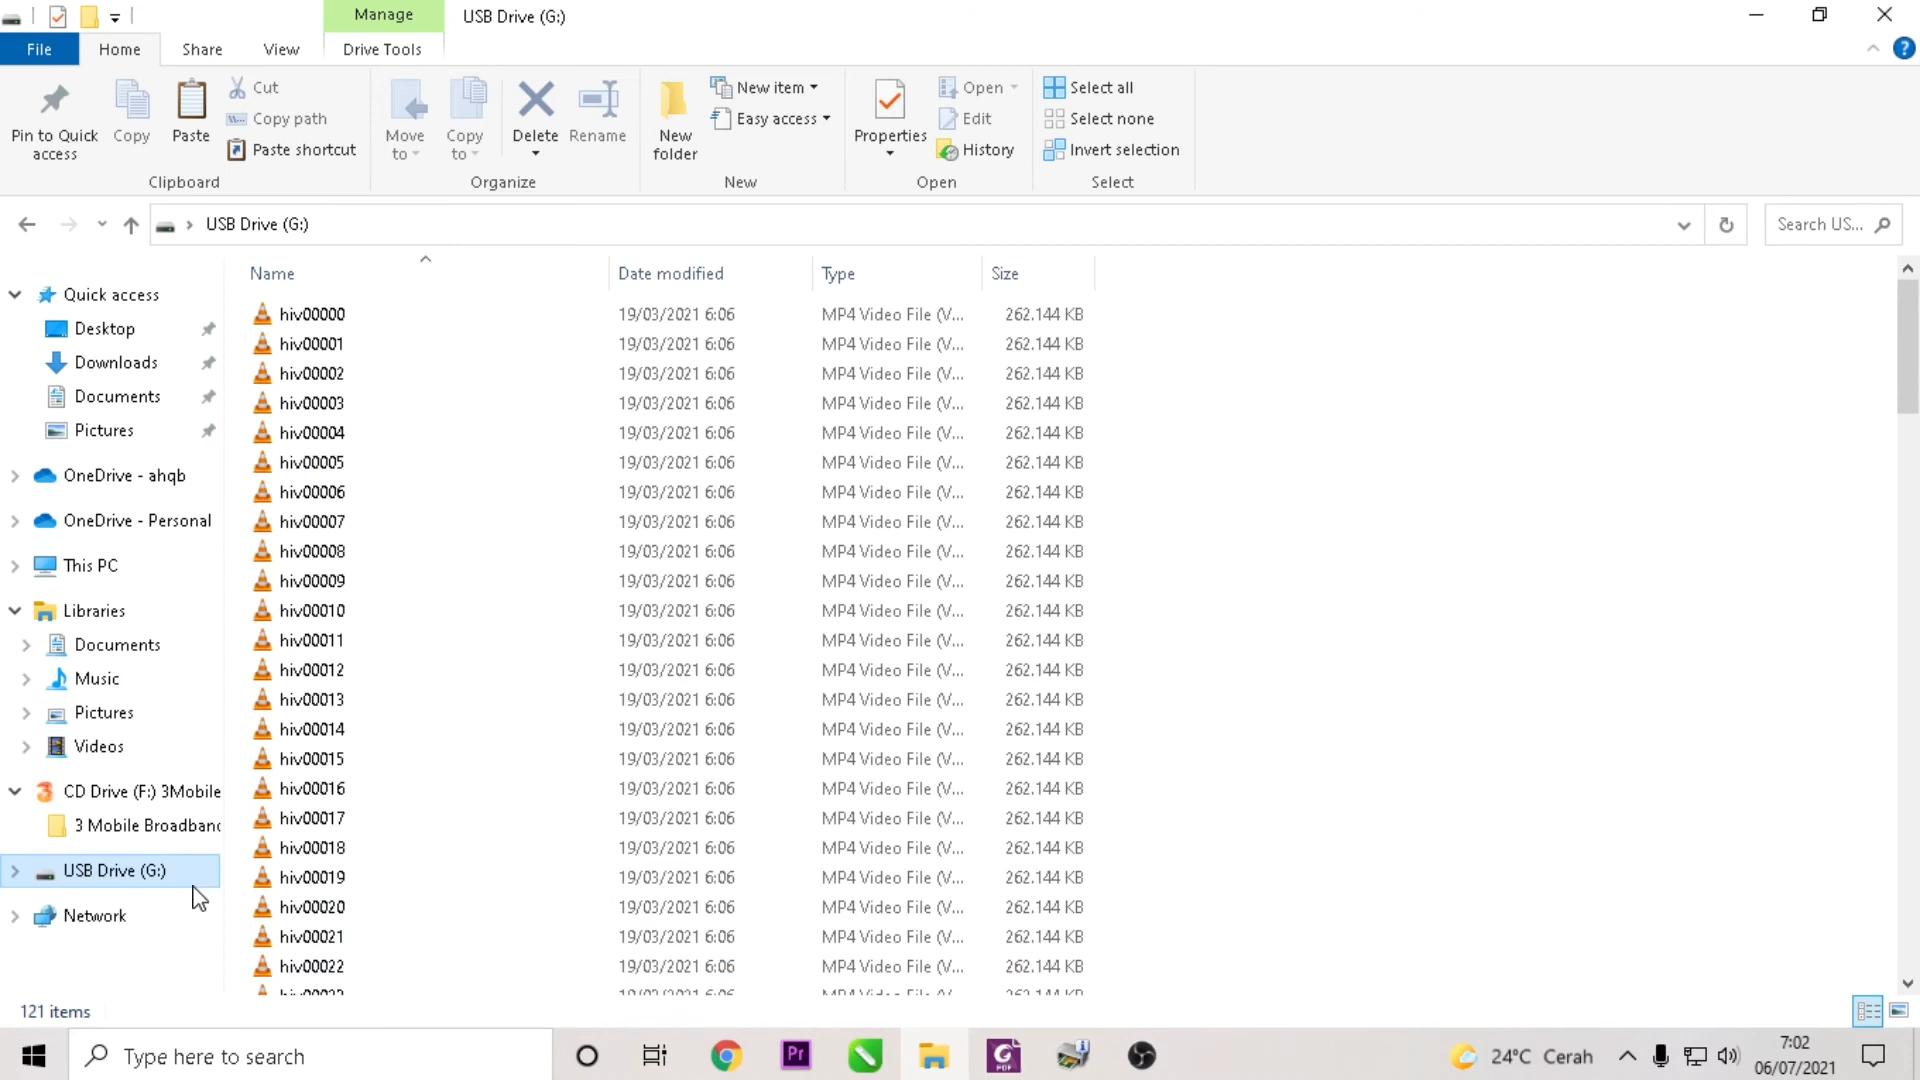 Manage
USB Drive (G:)
File
Home
Share
View
Drive Tools
Pin to Quick access
Copy
Paste
Cut
Copy path
Paste shortcut
Clipboard
Move to
Copy to
Delete
Rename
Organize
New folder
New item
Easy access
New
Properties
Open
Edit
History
Open
Select all
Select none
Invert selection
Select
USB Drive (G:)
Search US...
Quick access
Desktop
Downloads
Documents
Pictures
OneDrive - ahqb
OneDrive - Personal
This PC
Libraries
Documents
Music
Pictures
Videos
CD Drive (F:) 3Mobile
3 Mobile Broadband
USB Drive (G:)
Network
Name Date modified Type Size
hiv00000 19/03/2021 6:06 MP4 Video File (V... 262.144 KB
hiv00001 19/03/2021 6:06 MP4 Video File (V... 262.144 KB
hiv00002 19/03/2021 6:06 MP4 Video File (V... 262.144 KB
hiv00003 19/03/2021 6:06 MP4 Video File (V... 262.144 KB
hiv00004 19/03/2021 6:06 MP4 Video File (V... 262.144 KB
hiv00005 19/03/2021 6:06 MP4 Video File (V... 262.144 KB
hiv00006 19/03/2021 6:06 MP4 Video File (V... 262.144 KB
hiv00007 19/03/2021 6:06 MP4 Video File (V... 262.144 KB
hiv00008 19/03/2021 6:06 MP4 Video File (V... 262.144 KB
hiv00009 19/03/2021 6:06 MP4 Video File (V... 262.144 KB
hiv00010 19/03/2021 6:06 MP4 Video File (V... 262.144 KB
hiv00011 19/03/2021 6:06 MP4 Video File (V... 262.144 KB
hiv00012 19/03/2021 6:06 MP4 Video File (V... 262.144 KB
hiv00013 19/03/2021 6:06 MP4 Video File (V... 262.144 KB
hiv00014 19/03/2021 6:06 MP4 Video File (V... 262.144 KB
hiv00015 19/03/2021 6:06 MP4 Video File (V... 262.144 KB
hiv00016 19/03/2021 6:06 MP4 Video File (V... 262.144 KB
hiv00017 19/03/2021 6:06 MP4 Video File (V... 262.144 KB
hiv00018 19/03/2021 6:06 MP4 Video File (V... 262.144 KB
hiv00019 19/03/2021 6:06 MP4 Video File (V... 262.144 KB
hiv00020 19/03/2021 6:06 MP4 Video File (V... 262.144 KB
hiv00021 19/03/2021 6:06 MP4 Video File (V... 262.144 KB
hiv00022 19/03/2021 6:06 MP4 Video File (V... 262.144 KB
121 items
Type here to search
Pr
24°C Cerah
7:02
06/07/2021